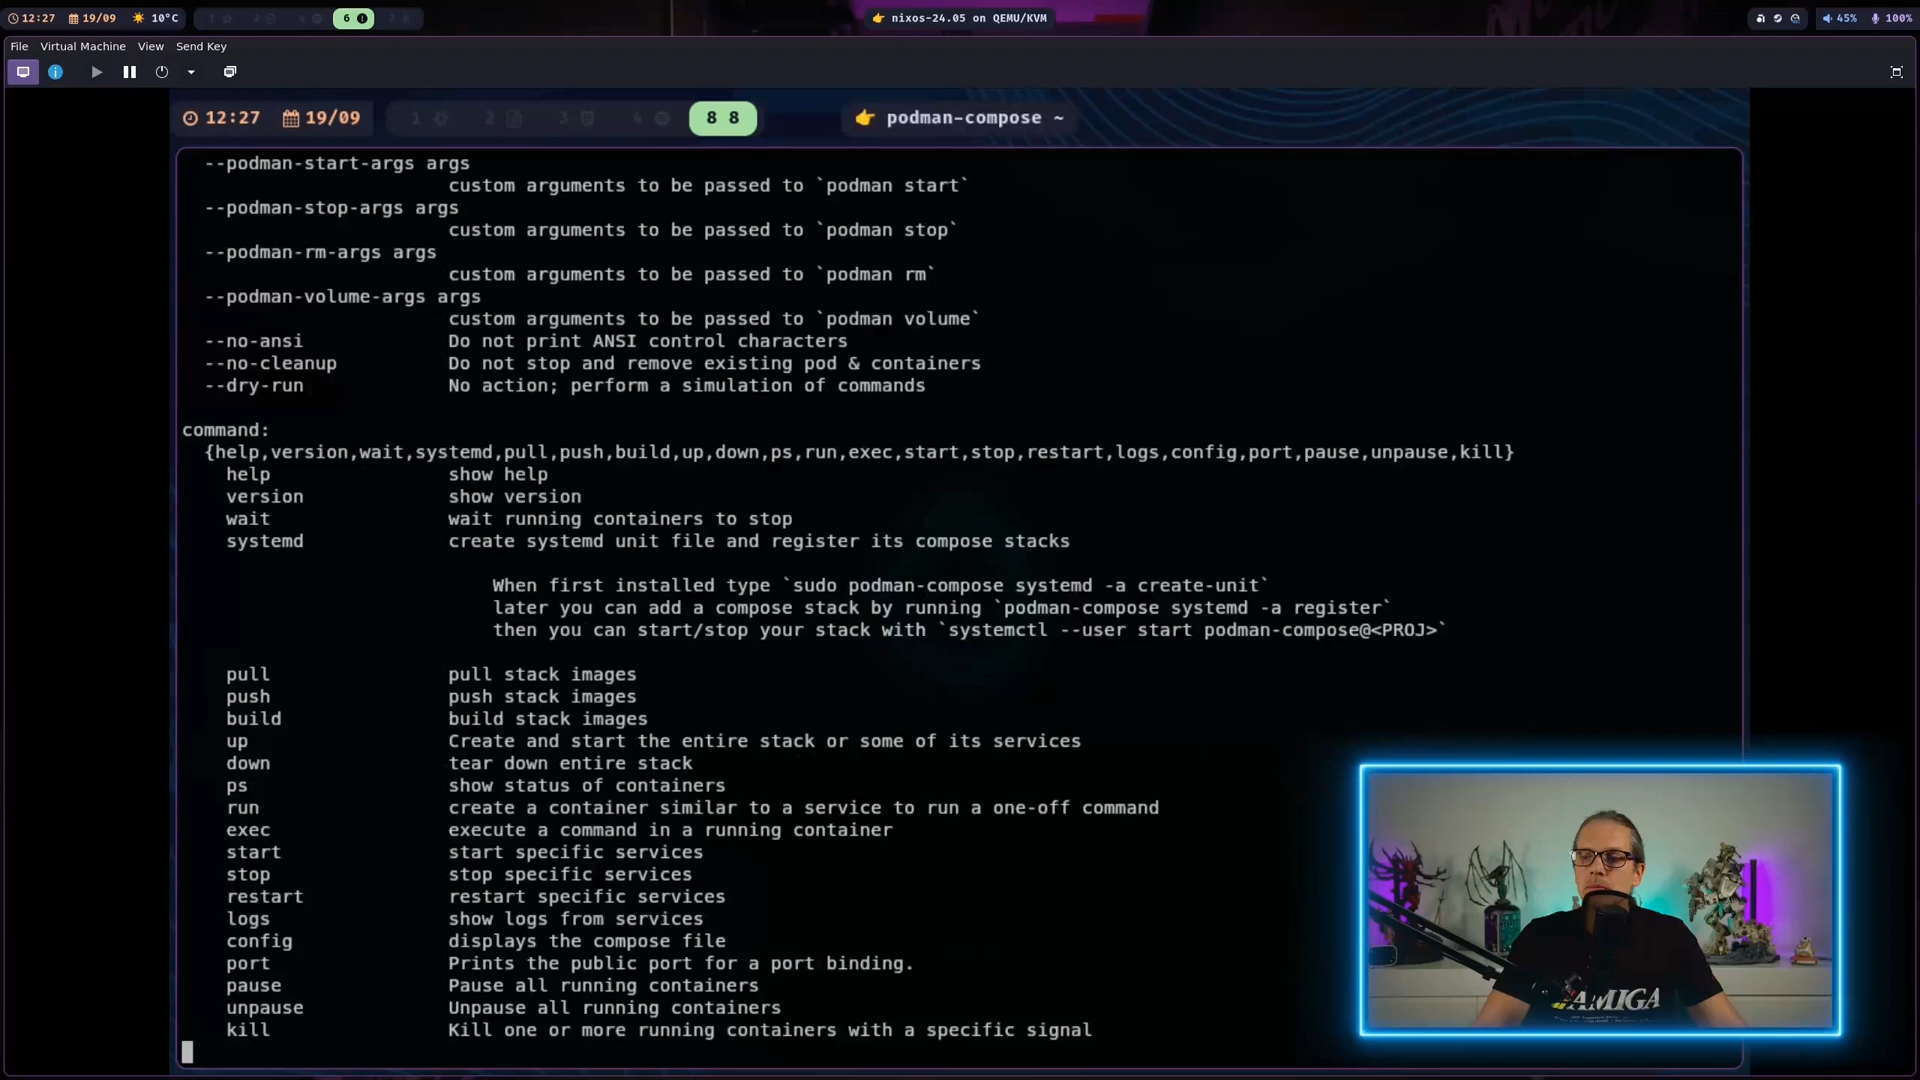 12:27 19/09 10°C 6 nixos-24.05 on QEMU/KVM 45% 100%
File Virtual Machine View Send Key
12:27 19/09 1 2 3 4 8 8 podman-compose ~
--podman-start-args args
custom arguments to be passed to `podman start`
--podman-stop-args args
custom arguments to be passed to `podman stop`
--podman-rm-args args
custom arguments to be passed to `podman rm`
--podman-volume-args args
custom arguments to be passed to `podman volume`
--no-ansi Do not print ANSI control characters
--no-cleanup Do not stop and remove existing pod & containers
--dry-run No action; perform a simulation of commands
command:
{help,version,wait,systemd,pull,push,build,up,down,ps,run,exec,start,stop,restart,logs,config,port,pause,unpause,kill}
help show help
version show version
wait wait running containers to stop
systemd create systemd unit file and register its compose stacks
When first installed type `sudo podman-compose systemd -a create-unit`
later you can add a compose stack by running `podman-compose systemd -a register`
then you can start/stop your stack with `systemctl --user start podman-compose@<PROJ>`
pull pull stack images
push push stack images
build build stack images
up Create and start the entire stack or some of its services
down tear down entire stack
ps show status of containers
run create a container similar to a service to run a one-off command
exec execute a command in a running container
start start specific services
stop stop specific services
restart restart specific services
logs show logs from services
config displays the compose file
port Prints the public port for a port binding.
pause Pause all running containers
unpause Unpause all running containers
kill Kill one or more running containers with a specific signal
AMIGA